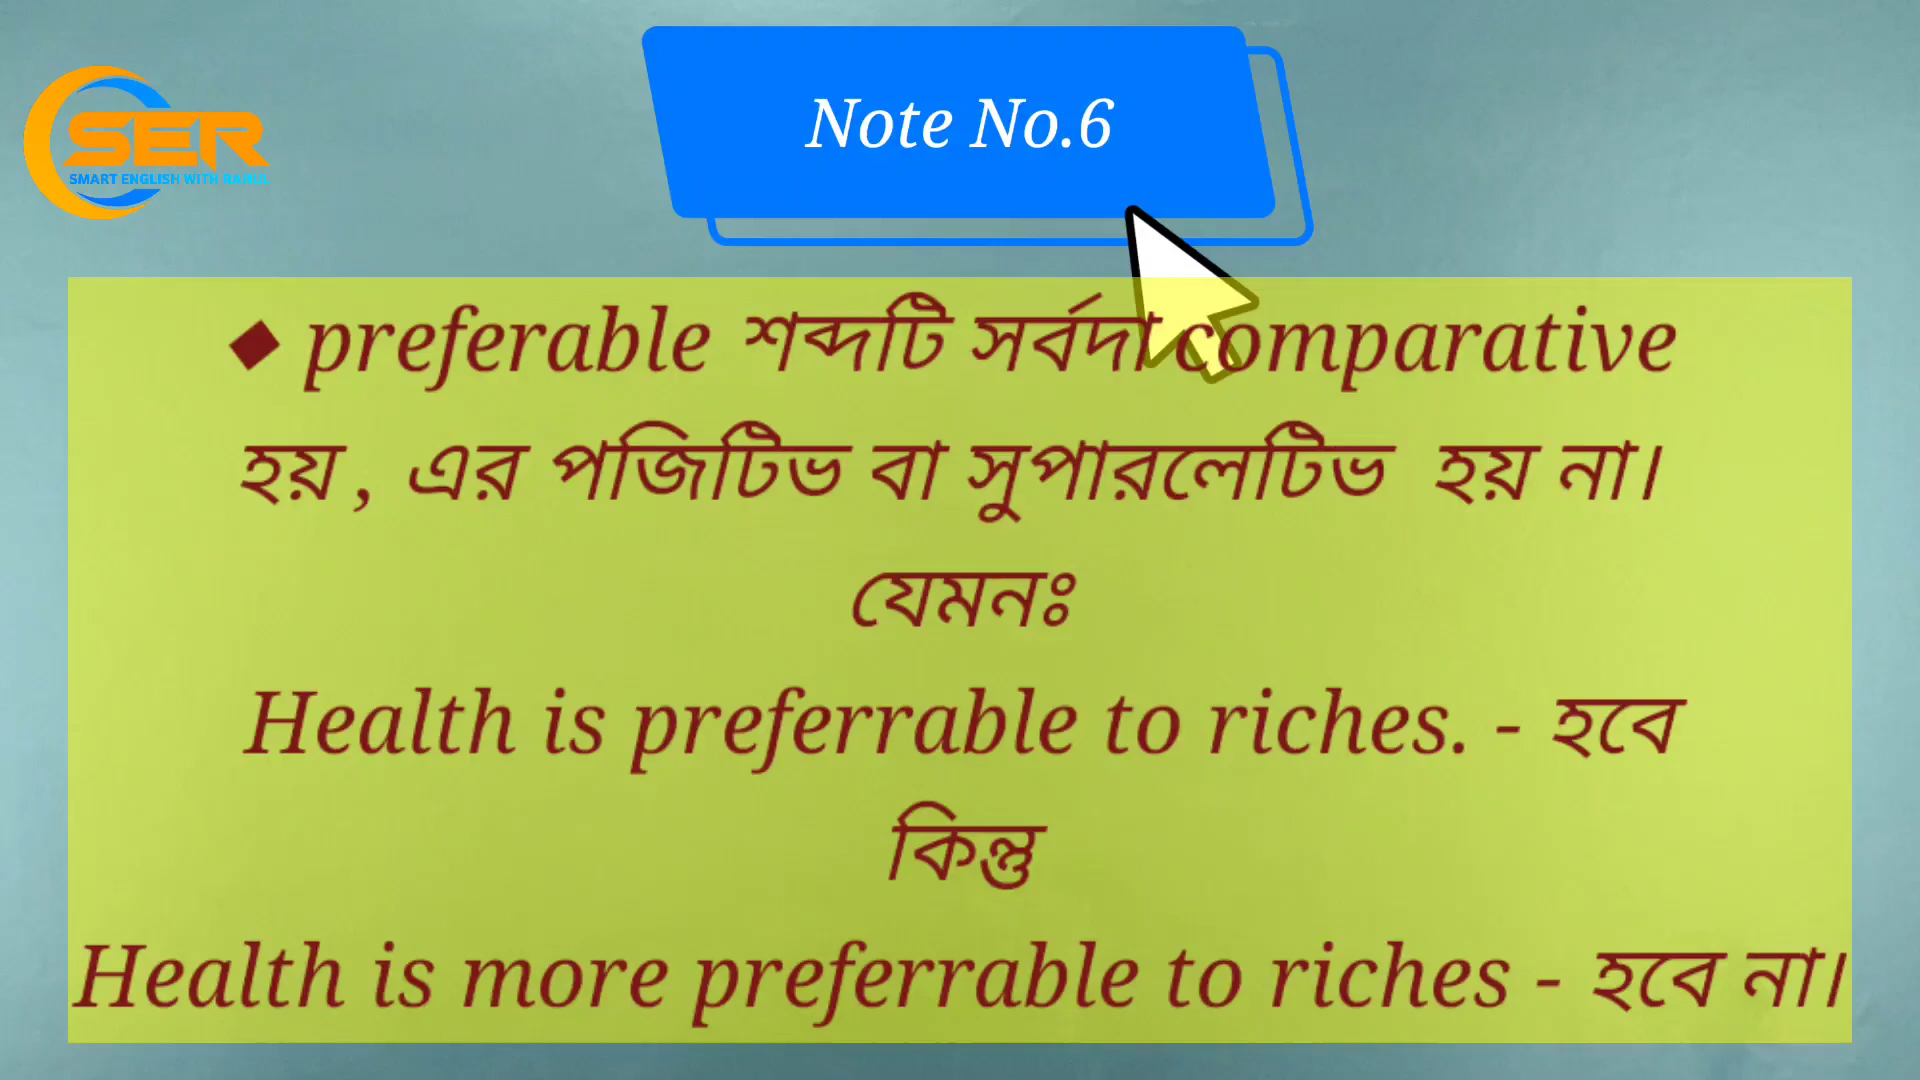 Note No.6
SER
SMART ENGLISH WITH RAHUL
◆ preferable শব্দটি সর্বদা comparative
হয় , এর পজিটিভ বা সুপারলেটিভ হয় না।
যেমনঃ
Health is preferrable to riches. - হবে
কিন্তু
Health is more preferrable to riches - হবে না।